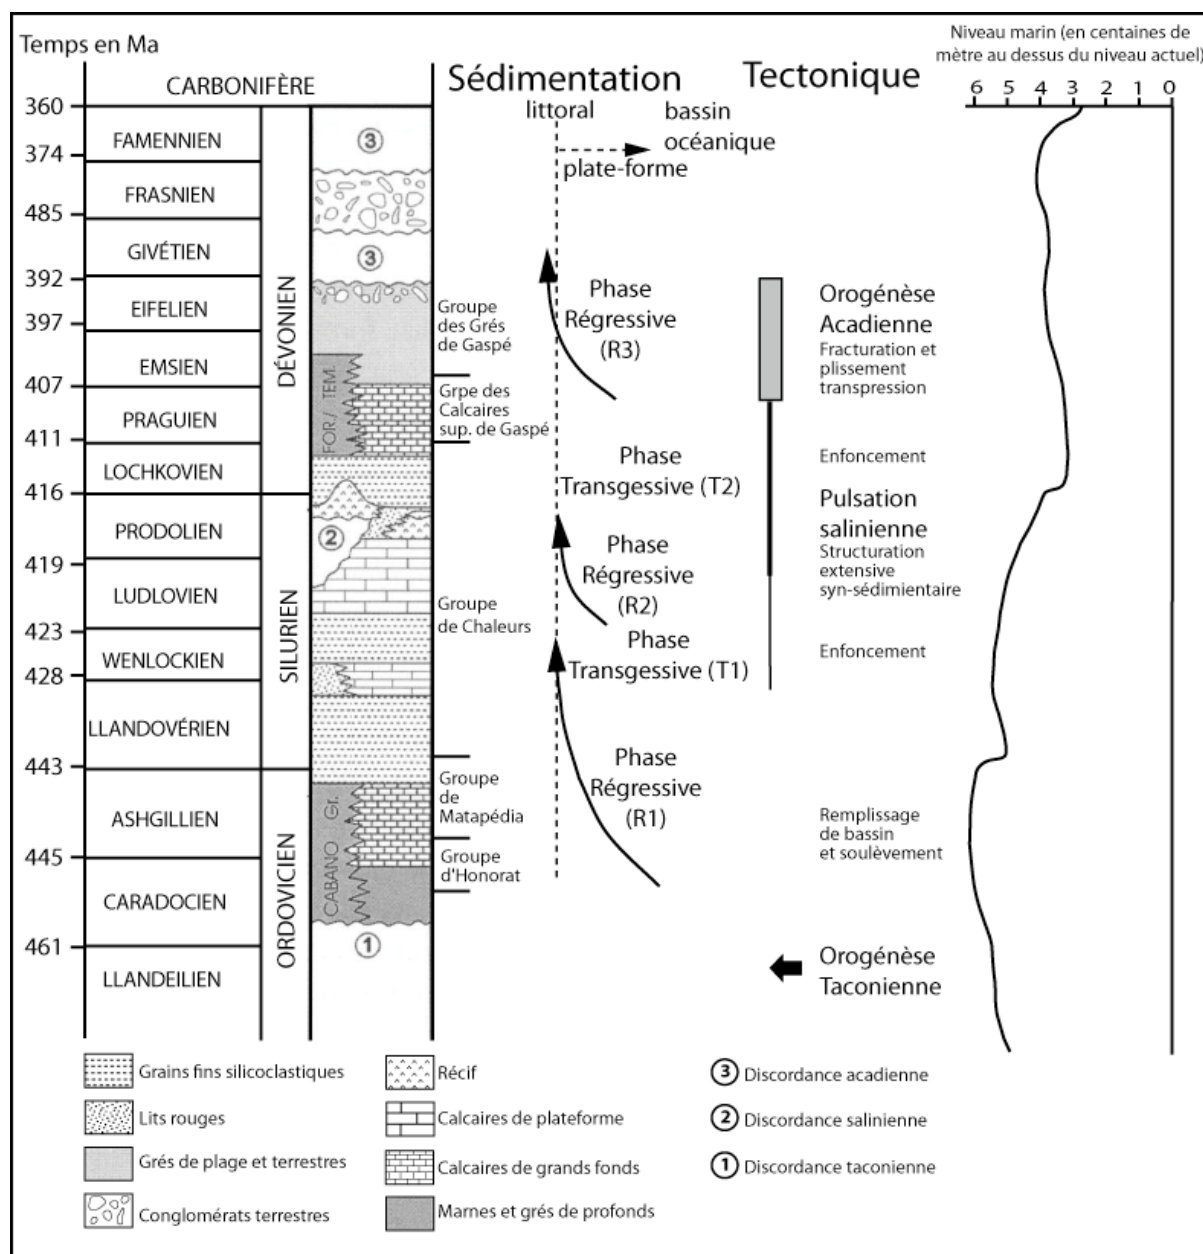 Temps en Ma
CARBONIFÈRE
Sédimentation
Tectonique
Niveau marin (en centaines de
mètre au dessus du niveau actuel)
littoral
bassin
océanique
plate-forme
6 5 4 3 2 1 0
360
FAMENNIEN
374
FRASNIEN
485
GIVÉTIEN
392
EIFELIEN
397
EMSIEN
407
PRAGUIEN
411
LOCHKOVIEN
416
PRODOLIEN
419
LUDLOVIEN
423
WENLOCKIEN
428
LLANDOVÉRIEN
443
ASHGILLIEN
445
CARADOCIEN
461
LLANDEILIEN
DÉVONIEN
SILURIEN
ORDOVICIEN
3
3
FOR./ TEM.
2
CABANO Gr.
1
Groupe
des Grés
de Gaspé
Grpe des
Calcaires
sup. de Gaspé
Groupe
de Chaleurs
Groupe
de
Matapédia
Groupe
d'Honorat
Phase
Régressive
(R3)
Phase
Transgessive (T2)
Phase
Régressive
(R2)
Phase
Transgessive (T1)
Phase
Régressive
(R1)
Orogénèse
Acadienne
Fracturation et
plissement
transpression
Enfoncement
Pulsation
salinienne
Structuration
extensive
syn-sédimientaire
Enfoncement
Remplissage
de bassin
et soulèvement
Orogénèse
Taconienne
Grains fins silicoclastiques
Lits rouges
Grés de plage et terrestres
Conglomérats terrestres
Récif
Calcaires de plateforme
Calcaires de grands fonds
Marnes et grés de profonds
3 Discordance acadienne
2 Discordance salinienne
1 Discordance taconienne